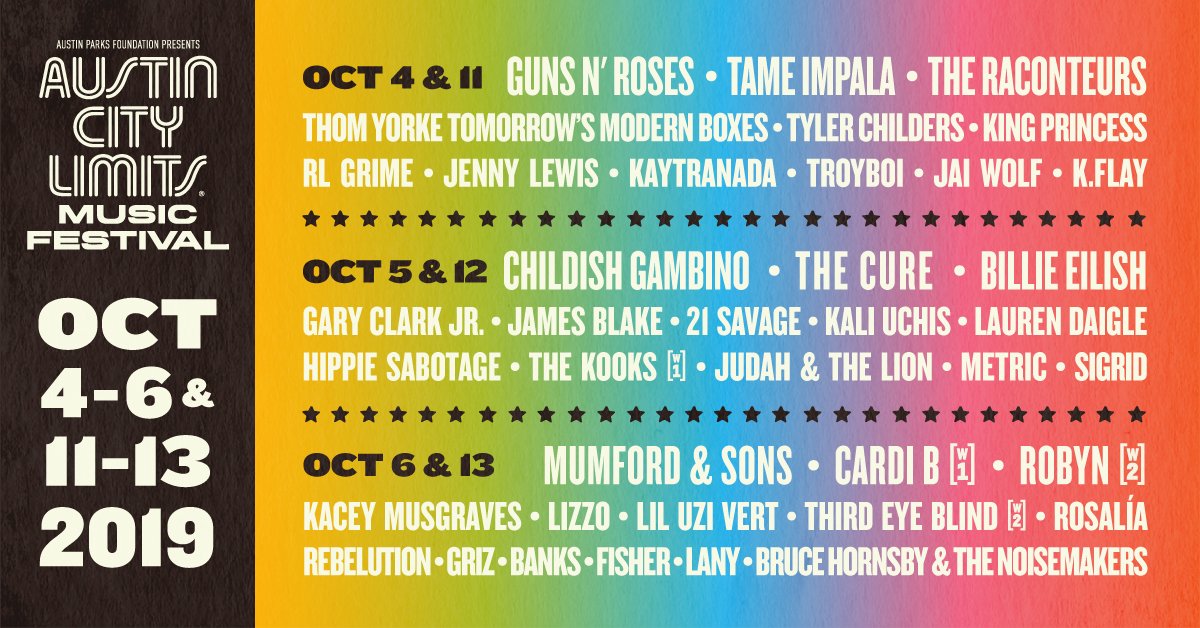 AUSTIN PARKS FOUNDATION PRESENTS
AUSTIN
CITY
LIMITS®
MUSIC
FESTIVAL
OCT
4-6 &
11-13
2019
OCT 4 & 11 GUNS N' ROSES • TAME IMPALA • THE RACONTEURS
THOM YORKE TOMORROW'S MODERN BOXES • TYLER CHILDERS • KING PRINCESS
RL GRIME • JENNY LEWIS • KAYTRANADA • TROYBOI • JAI WOLF • K.FLAY
OCT 5 & 12 CHILDISH GAMBINO • THE CURE • BILLIE EILISH
GARY CLARK JR. • JAMES BLAKE • 21 SAVAGE • KALI UCHIS • LAUREN DAIGLE
HIPPIE SABOTAGE • THE KOOKS [W1] • JUDAH & THE LION • METRIC • SIGRID
OCT 6 & 13 MUMFORD & SONS • CARDI B [W1] • ROBYN [W2]
KACEY MUSGRAVES • LIZZO • LIL UZI VERT • THIRD EYE BLIND [W2] • ROSALÍA
REBELUTION • GRIZ • BANKS • FISHER • LANY • BRUCE HORNSBY & THE NOISEMAKERS